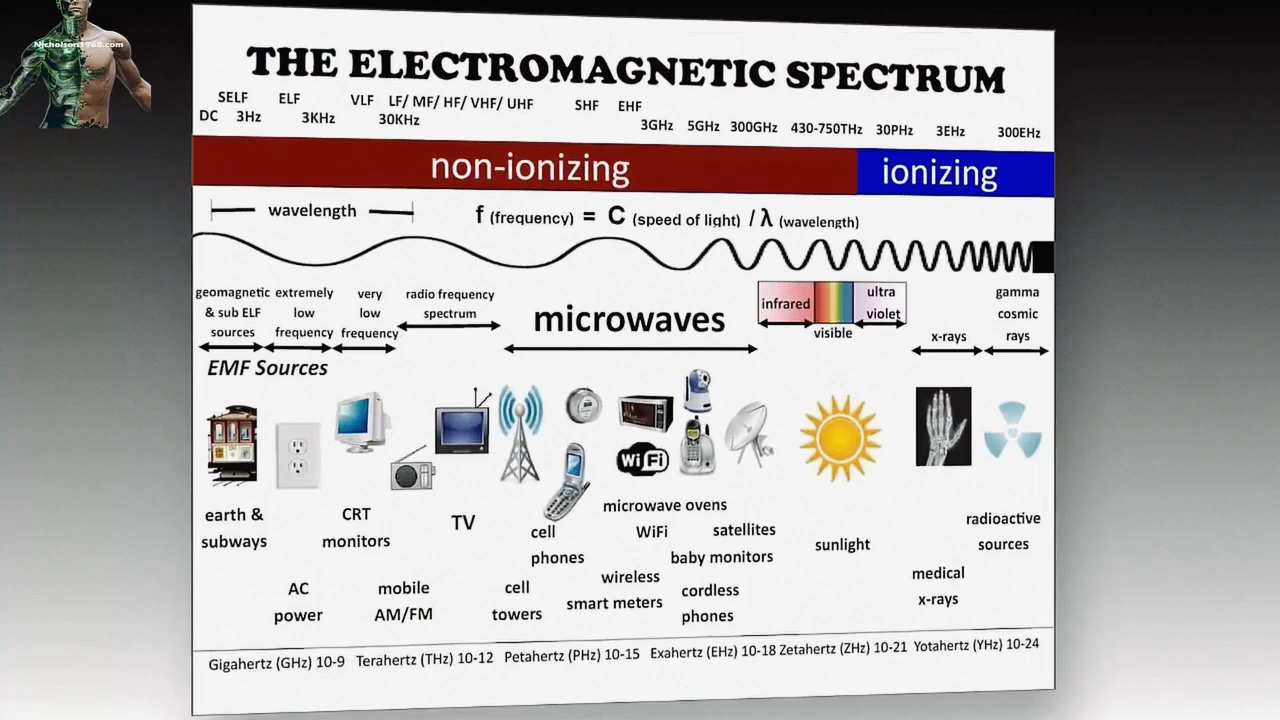 Nicholson1968.com
THE ELECTROMAGNETIC SPECTRUM
SELF ELF VLF LF/ MF/ HF/ VHF/ UHF SHF EHF
DC 3Hz 3KHz 30KHz 3GHz 5GHz 300GHz 430-750THz 30PHz 3EHz 300EHz
non-ionizing ionizing
wavelength f (frequency) = C (speed of light) / λ (wavelength)
geomagnetic
& sub ELF
sources
extremely
low
frequency
very
low
frequency
radio frequency
spectrum
microwaves
infrared
visible
ultra
violet
x-rays
gamma
cosmic
rays
EMF Sources
WiFi
earth &
subways
AC
power
CRT
monitors
mobile
AM/FM
TV
cell
phones
cell
towers
microwave ovens
WiFi
wireless
smart meters
satellites
baby monitors
cordless
phones
sunlight
medical
x-rays
radioactive
sources
Gigahertz (GHz) 10-9 Terahertz (THz) 10-12 Petahertz (PHz) 10-15 Exahertz (EHz) 10-18 Zetahertz (ZHz) 10-21 Yotahertz (YHz) 10-24